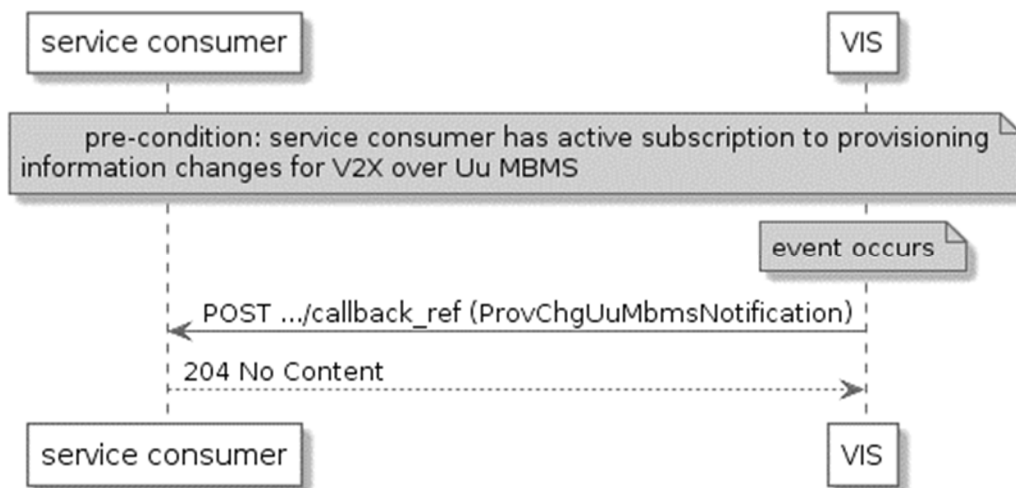 service consumer
VIS
pre-condition: service consumer has active subscription to provisioning
information changes for V2X over Uu MBMS
event occurs
POST .../callback_ref (ProvChgUuMbmsNotification)
204 No Content
service consumer
VIS